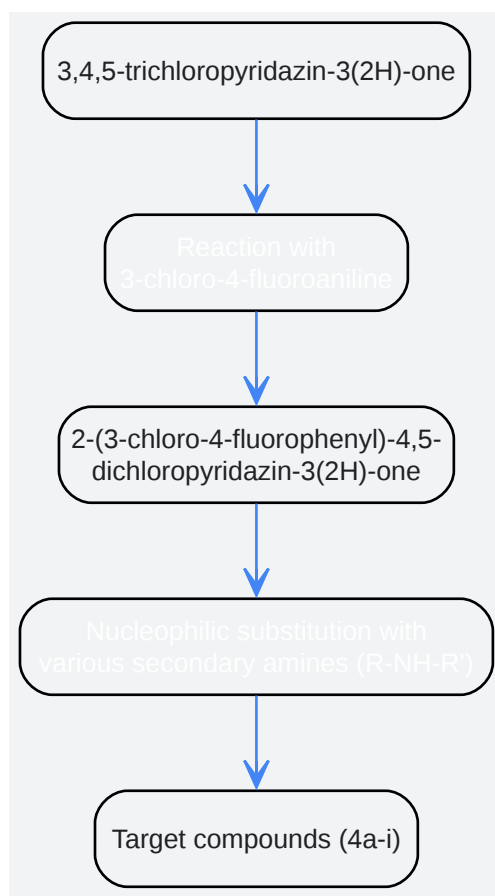 3,4,5-trichloropyridazin-3(2H)-one
Reaction with
3-chloro-4-fluoroaniline
2-(3-chloro-4-fluorophenyl)-4,5-
dichloropyridazin-3(2H)-one
Nucleophilic substitution with
various secondary amines (R-NH-R')
Target compounds (4a-i)